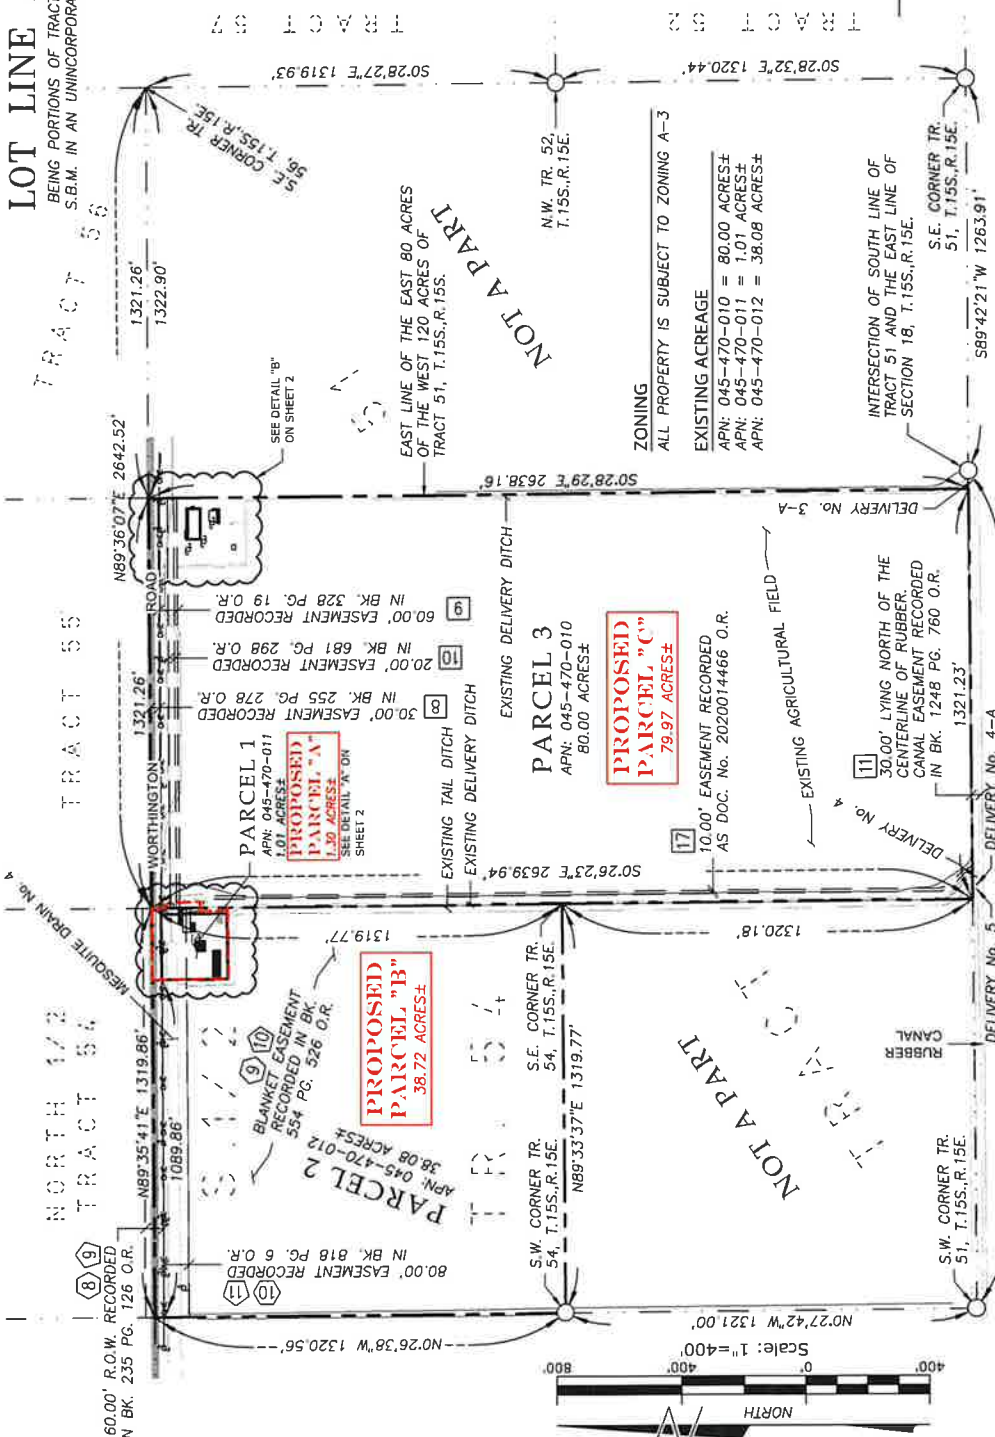 LOT LINE
BEING PORTIONS OF TRACT
S.B.M. IN AN UNINCORPORA
TRACT 56
TRACT 55
NORTH 1/2
TRACT 54
1321.26'
1322.90'
S.E. CORNER TR.
56, T.15S.,R.15E.
S0°28'27"E 1319.93'
N.W. TR. 52,
T.15S.,R.15E.
S0°28'32"E 1320.44'
S.E. CORNER TR.
51, T.15S.,R.15E.
S89°42'21"W 1263.91'
INTERSECTION OF SOUTH LINE OF
TRACT 51 AND THE EAST LINE OF
SECTION 18, T.15S.,R.15E.
NOT A PART
EAST LINE OF THE EAST 80 ACRES
OF THE WEST 120 ACRES OF
TRACT 51, T.15S.,R.15S.
ZONING
ALL PROPERTY IS SUBJECT TO ZONING A-3
EXISTING ACREAGE
APN: 045-470-010 = 80.00 ACRES±
APN: 045-470-011 = 1.01 ACRES±
APN: 045-470-012 = 38.08 ACRES±
SEE DETAIL "B"
ON SHEET 2
N89°36'07"E 2642.52'
WORTHINGTON
ROAD
1321.26'
60.00' EASEMENT RECORDED
IN BK. 328 PG. 19 O.R.
9
20.00' EASEMENT RECORDED
IN BK. 681 PG. 298 O.R.
10
30.00' EASEMENT RECORDED
IN BK. 255 PG. 278 O.R.
8
PARCEL 1
APN: 045-470-011
1.01 ACRES±
PROPOSED
PARCEL "A"
1.30 ACRES±
SEE DETAIL "A" ON
SHEET 2
EXISTING TAIL DITCH
EXISTING DELIVERY DITCH
EXISTING DELIVERY DITCH
S0°28'29"E 2638.16'
PARCEL 3
APN: 045-470-010
80.00 ACRES±
PROPOSED
PARCEL "C"
79.97 ACRES±
17
10.00' EASEMENT RECORDED
AS DOC. No. 2020014466 O.R.
EXISTING AGRICULTURAL FIELD
DELIVERY No. 3-A
11
30.00' LYING NORTH OF THE
CENTERLINE OF RUBBER
CANAL EASEMENT RECORDED
IN BK. 1248 PG. 760 O.R.
1321.23'
DELIVERY No. 4
DELIVERY No. 4-A
DELIVERY No. 5
S0°26'23"E 2639.94'
MESQUITE DRAIN No. 4
1319.77'
1320.18'
N89°35'41"E 1319.86'
1089.86'
8 9
60.00' R.O.W. RECORDED
N BK. 235 PG. 126 O.R.
S. 1/2
TRACT 54
9 10
BLANKET EASEMENT
RECORDED IN BK.
554 PG. 526 O.R.
PROPOSED
PARCEL "B"
38.72 ACRES±
PARCEL 2
APN: 045-470-012
38.08 ACRES±
80.00' EASEMENT RECORDED
IN BK. 818 PG. 6 O.R.
10 11
N0°26'38"W 1320.56'
S.E. CORNER TR.
54, T.15S.,R.15E.
N89°33'37"E 1319.77'
S.W. CORNER TR.
54, T.15S.,R.15E.
NOT A PART
RUBBER
CANAL
S.W. CORNER TR.
51, T.15S.,R.15E.
N0°27'42"W 1321.00'
Scale: 1"=400'
400'
0
400'
800'
NORTH